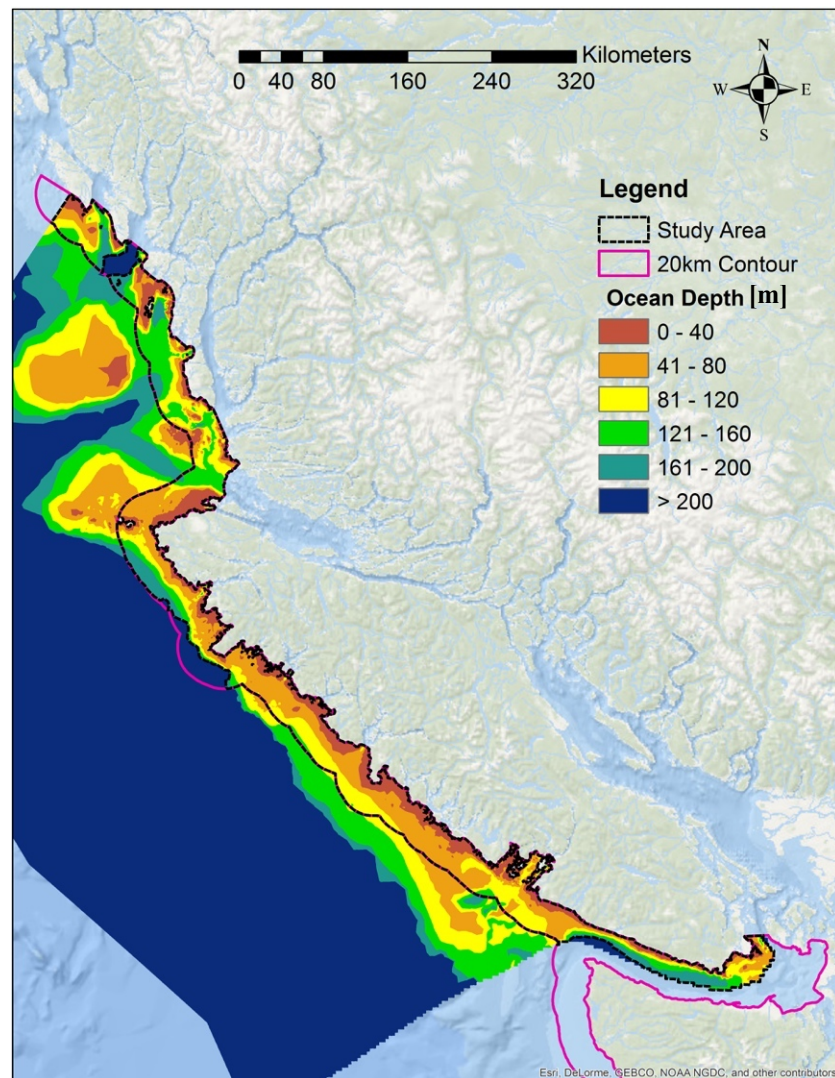 Kilometers
0 40 80 160 240 320
N
W E
S
Legend
Study Area
20km Contour
Ocean Depth [m]
0 - 40
41 - 80
81 - 120
121 - 160
161 - 200
> 200
Esri, DeLorme, GEBCO, NOAA NGDC, and other contributors